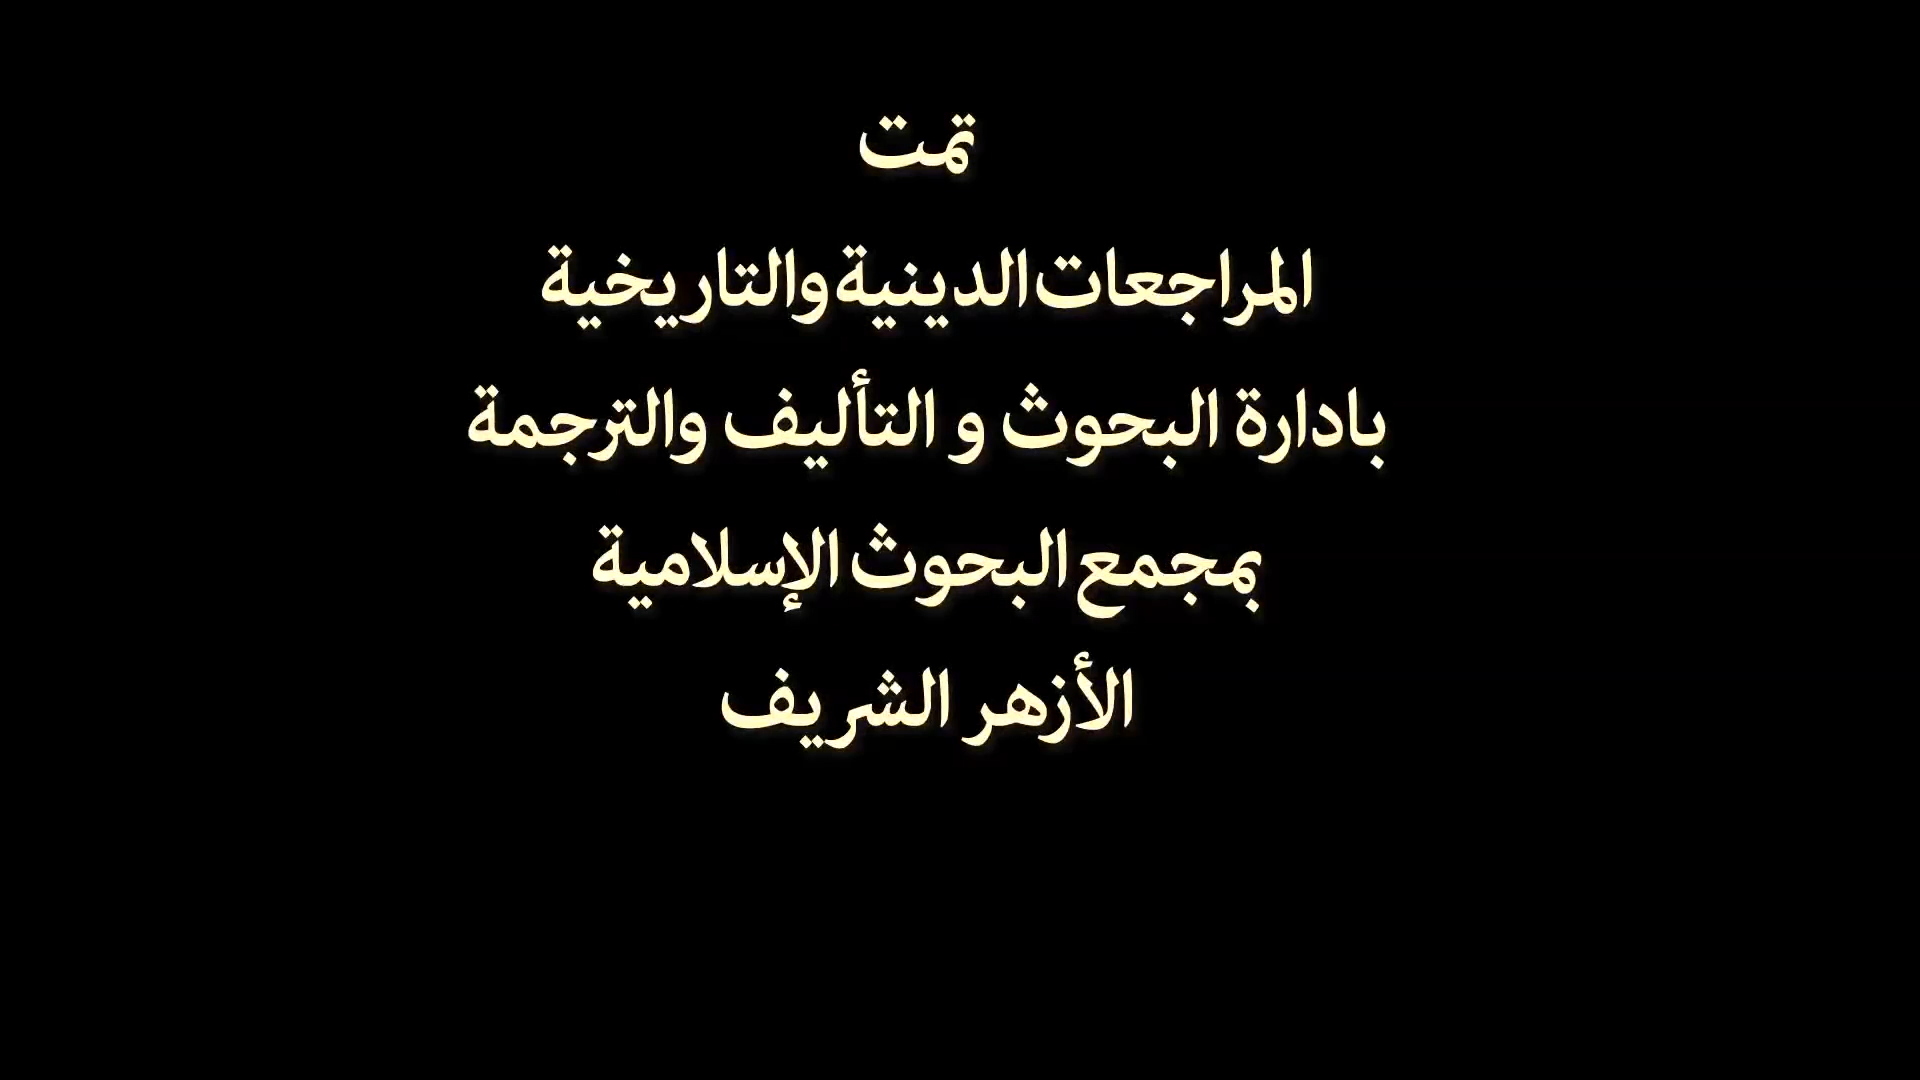 تمت
المراجعات الدينية والتاريخية
بادارة البحوث و التأليف والترجمة
بمجمع البحوث الإسلامية
الأزهر الشريف